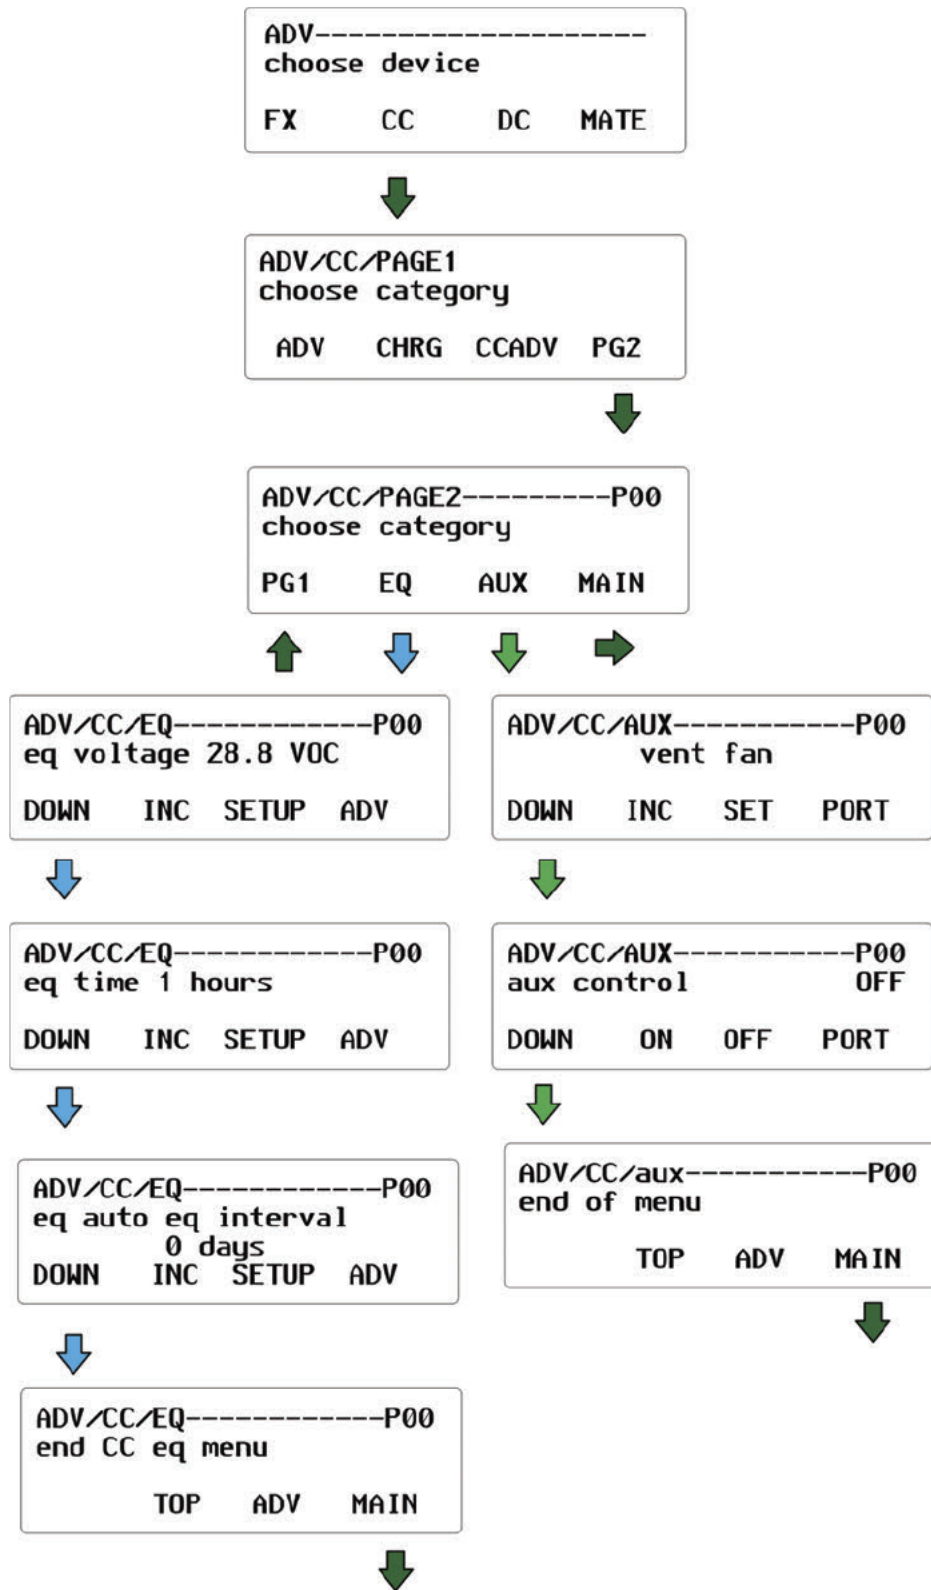 ADV---------------------
choose device
FX CC DC MATE
ADV/CC/PAGE1
choose category
ADV CHRG CCADV PG2
ADV/CC/PAGE2---------P00
choose category
PG1 EQ AUX MAIN
ADV/CC/EQ------------P00
eq voltage 28.8 VOC
DOWN INC SETUP ADV
ADV/CC/AUX-----------P00
vent fan
DOWN INC SET PORT
ADV/CC/EQ------------P00
eq time 1 hours
DOWN INC SETUP ADV
ADV/CC/AUX-----------P00
aux control OFF
DOWN ON OFF PORT
ADV/CC/EQ------------P00
eq auto eq interval
0 days
DOWN INC SETUP ADV
ADV/CC/aux-----------P00
end of menu
TOP ADV MAIN
ADV/CC/EQ------------P00
end CC eq menu
TOP ADV MAIN